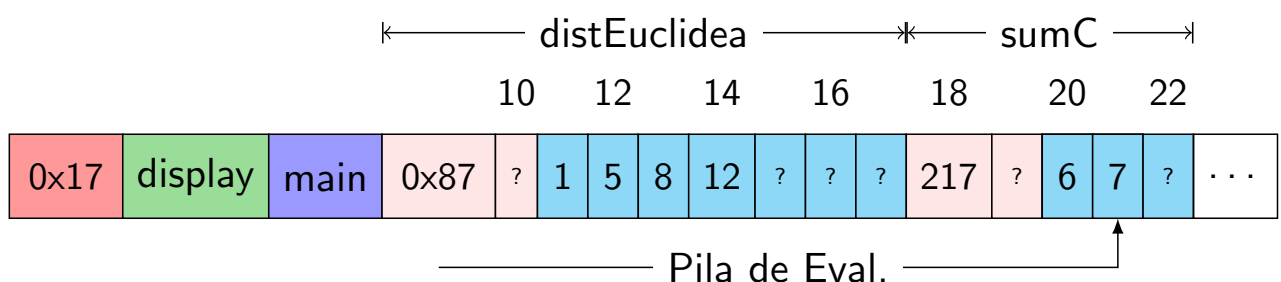 distEuclidea sumC
10 12 14 16 18 20 22
0x17 display main 0x87 ? 1 5 8 12 ? ? ? 217 ? 6 7 ? ...
Pila de Eval.